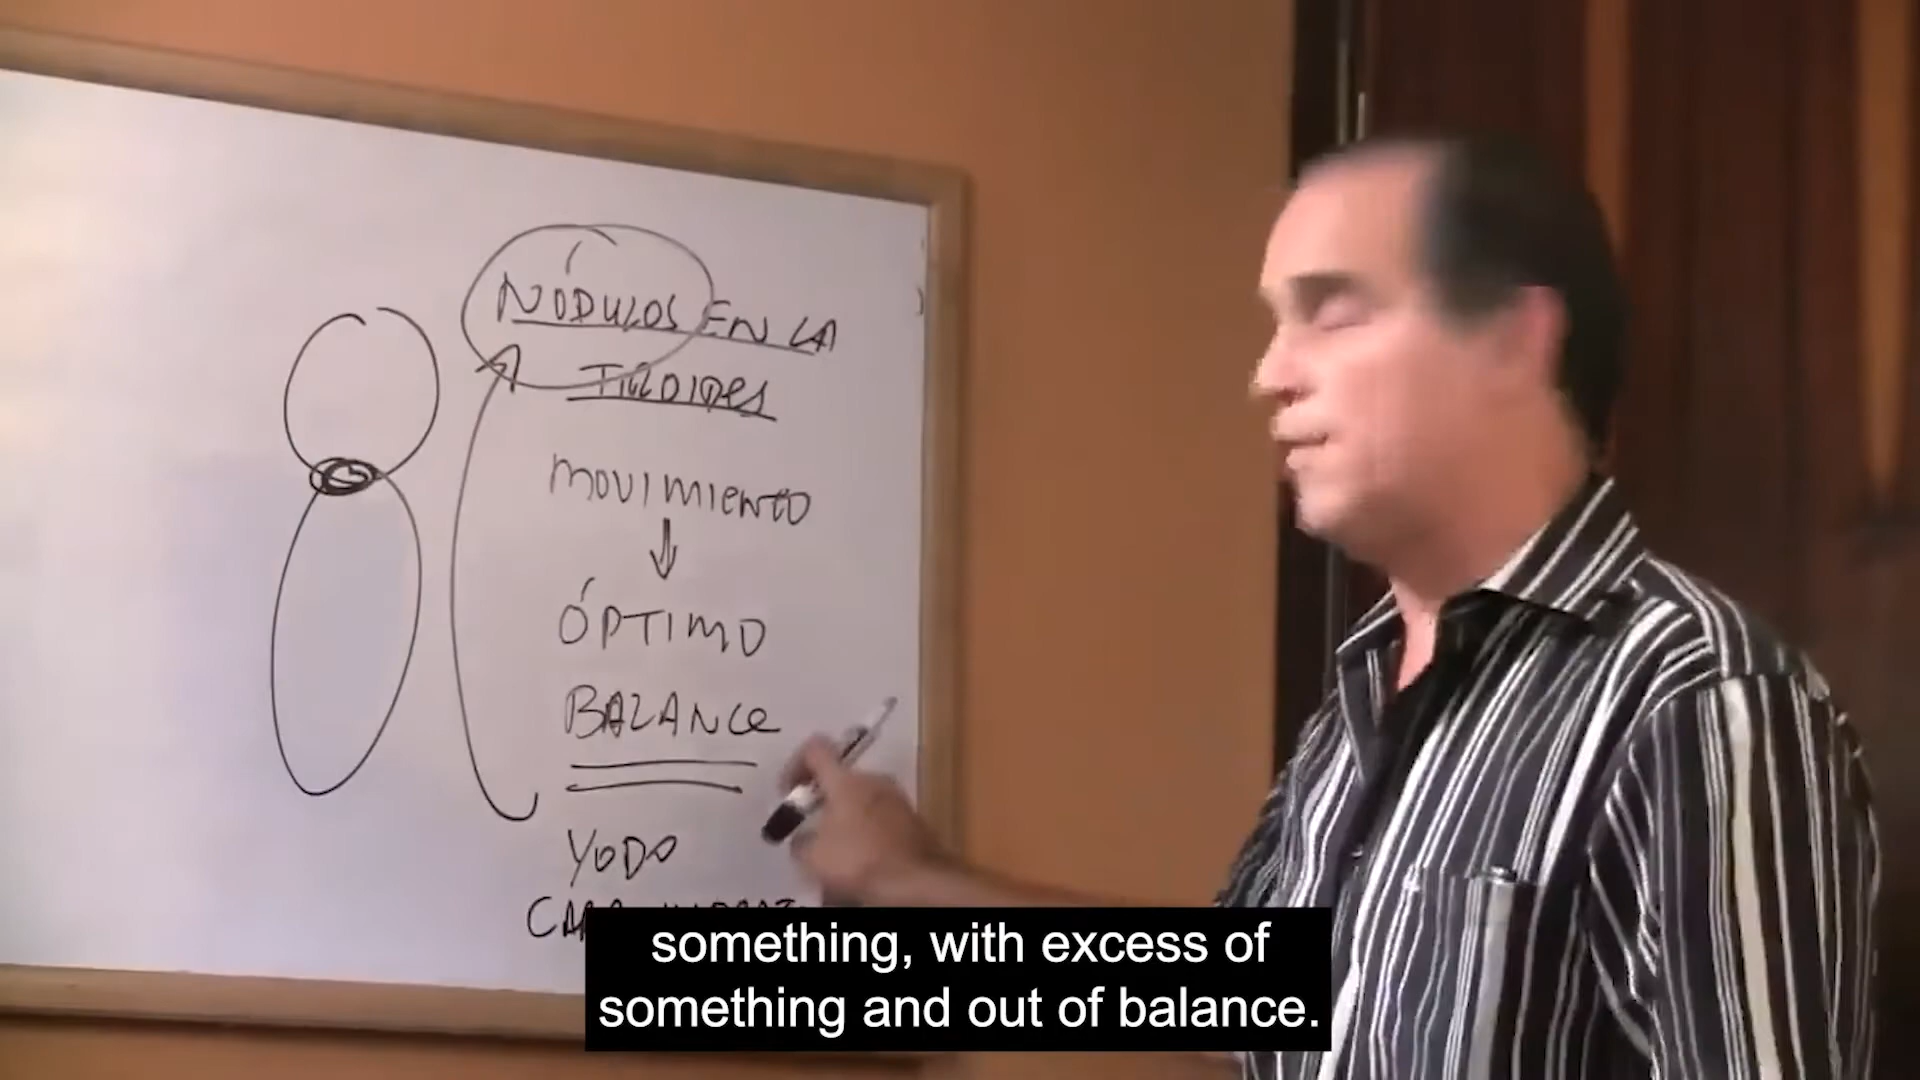 NÓDULOS EN LA
TIROIDES
MOVIMIENTO
ÓPTIMO
BALANCE
YODO
something, with excess of
something and out of balance.